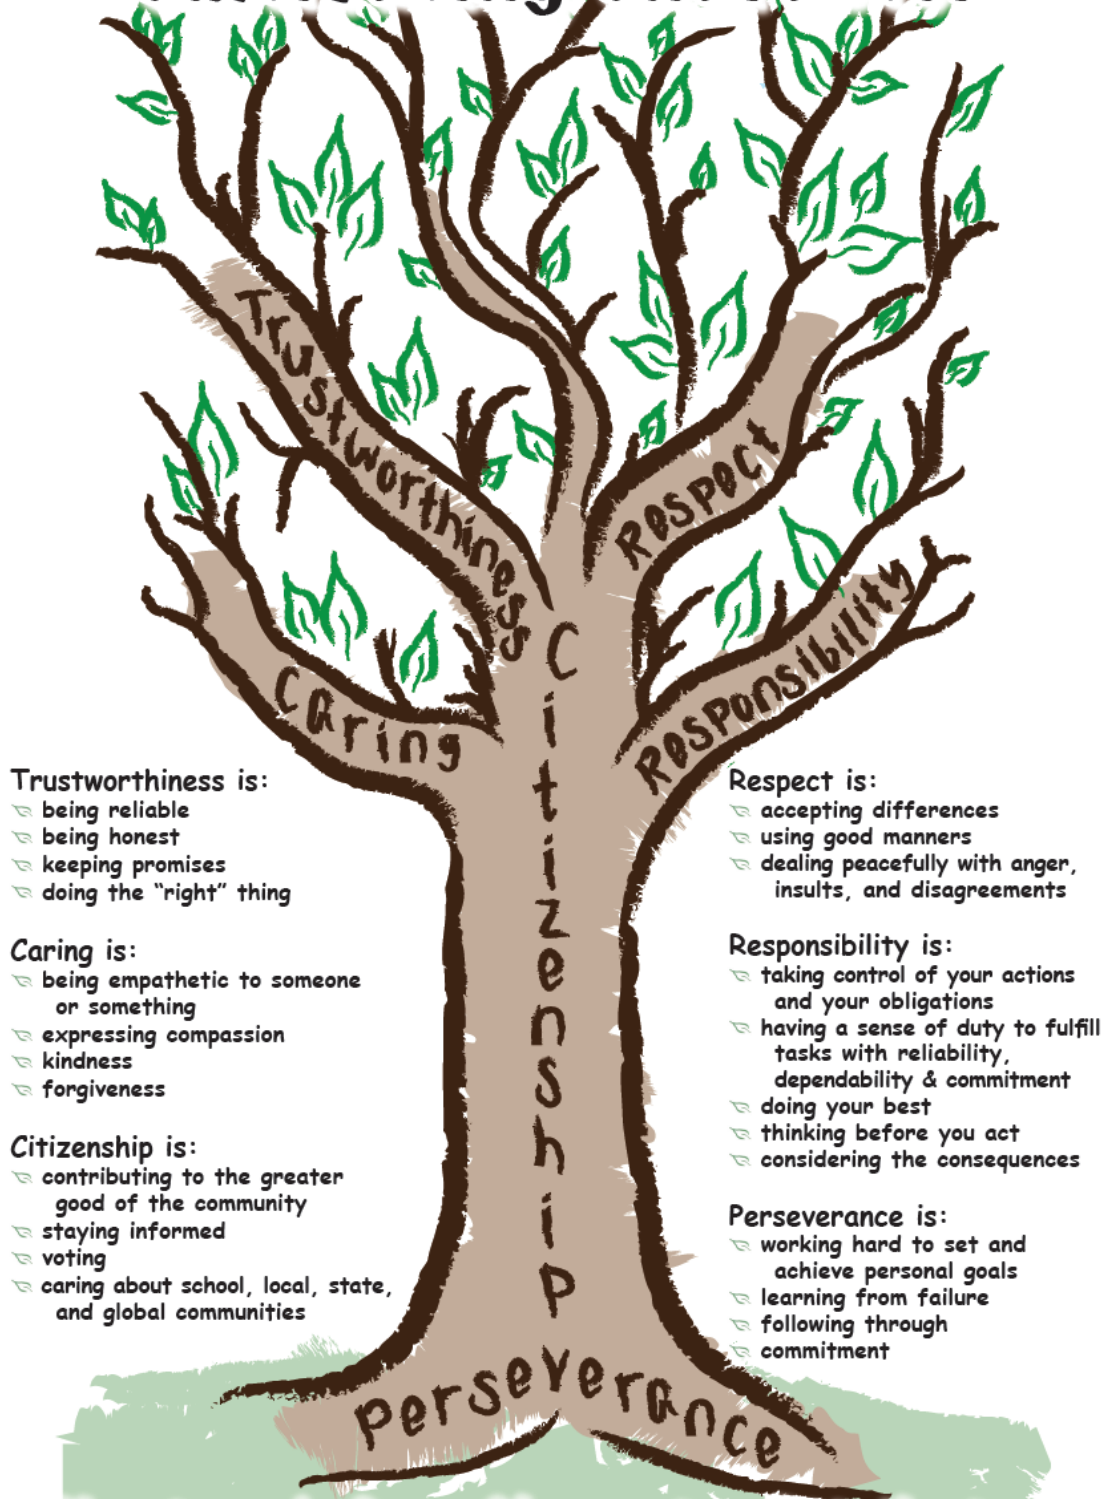 Trustworthiness
Respect
Caring
Responsibility
Citizenship
Perseverance
Trustworthiness is:
being reliable
being honest
keeping promises
doing the “right” thing
Caring is:
being empathetic to someone
or something
expressing compassion
kindness
forgiveness
Citizenship is:
contributing to the greater
good of the community
staying informed
voting
caring about school, local, state,
and global communities
Respect is:
accepting differences
using good manners
dealing peacefully with anger,
insults, and disagreements
Responsibility is:
taking control of your actions
and your obligations
having a sense of duty to fulfill
tasks with reliability,
dependability & commitment
doing your best
thinking before you act
considering the consequences
Perseverance is:
working hard to set and
achieve personal goals
learning from failure
following through
commitment